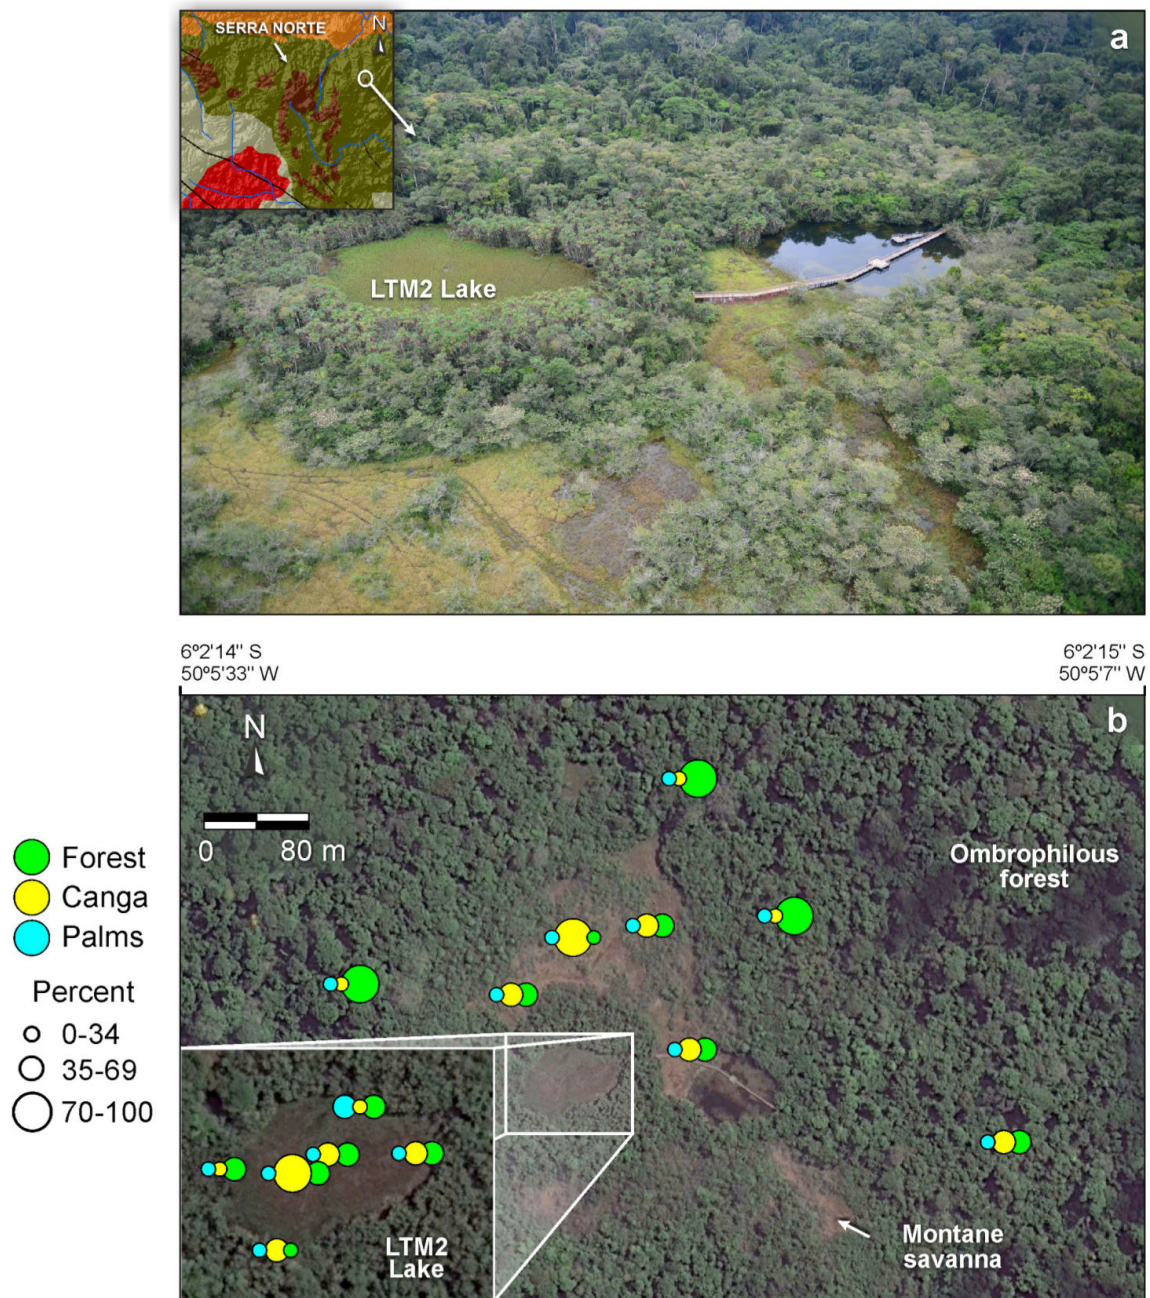 SERRA NORTE
N
a
LTM2 Lake
6º2'14" S
50º5'33" W
6º2'15" S
50º5'7" W
N
b
0 80 m
Forest
Canga
Palms
Percent
0-34
35-69
70-100
Ombrophilous
forest
Montane
savanna
LTM2
Lake